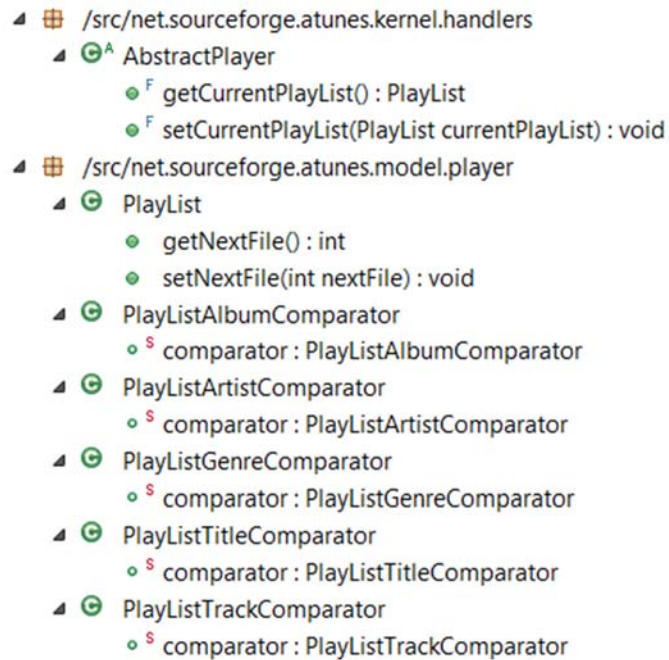 /src/net.sourceforge.atunes.kernel.handlers
AbstractPlayer
getCurrentPlayList() : PlayList
setCurrentPlayList(PlayList currentPlayList) : void
/src/net.sourceforge.atunes.model.player
PlayList
getNextFile() : int
setNextFile(int nextFile) : void
PlayListAlbumComparator
comparator : PlayListAlbumComparator
PlayListArtistComparator
comparator : PlayListArtistComparator
PlayListGenreComparator
comparator : PlayListGenreComparator
PlayListTitleComparator
comparator : PlayListTitleComparator
PlayListTrackComparator
comparator : PlayListTrackComparator